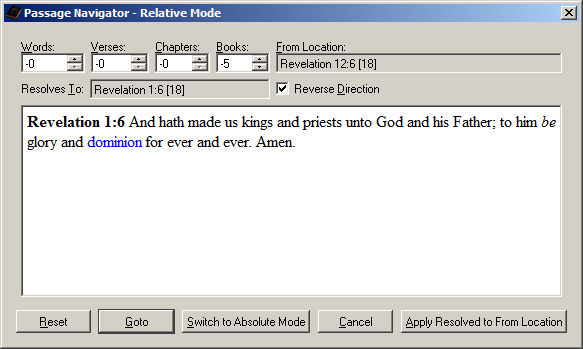 Passage Navigator - Relative Mode
Words: Verses: Chapters: Books: From Location:
-0 -0 -0 -5 Revelation 12:6 [18]
Resolves To: Revelation 1:6 [18] Reverse Direction
Revelation 1:6 And hath made us kings and priests unto God and his Father; to him be
glory and dominion for ever and ever. Amen.
Reset Goto Switch to Absolute Mode Cancel Apply Resolved to From Location